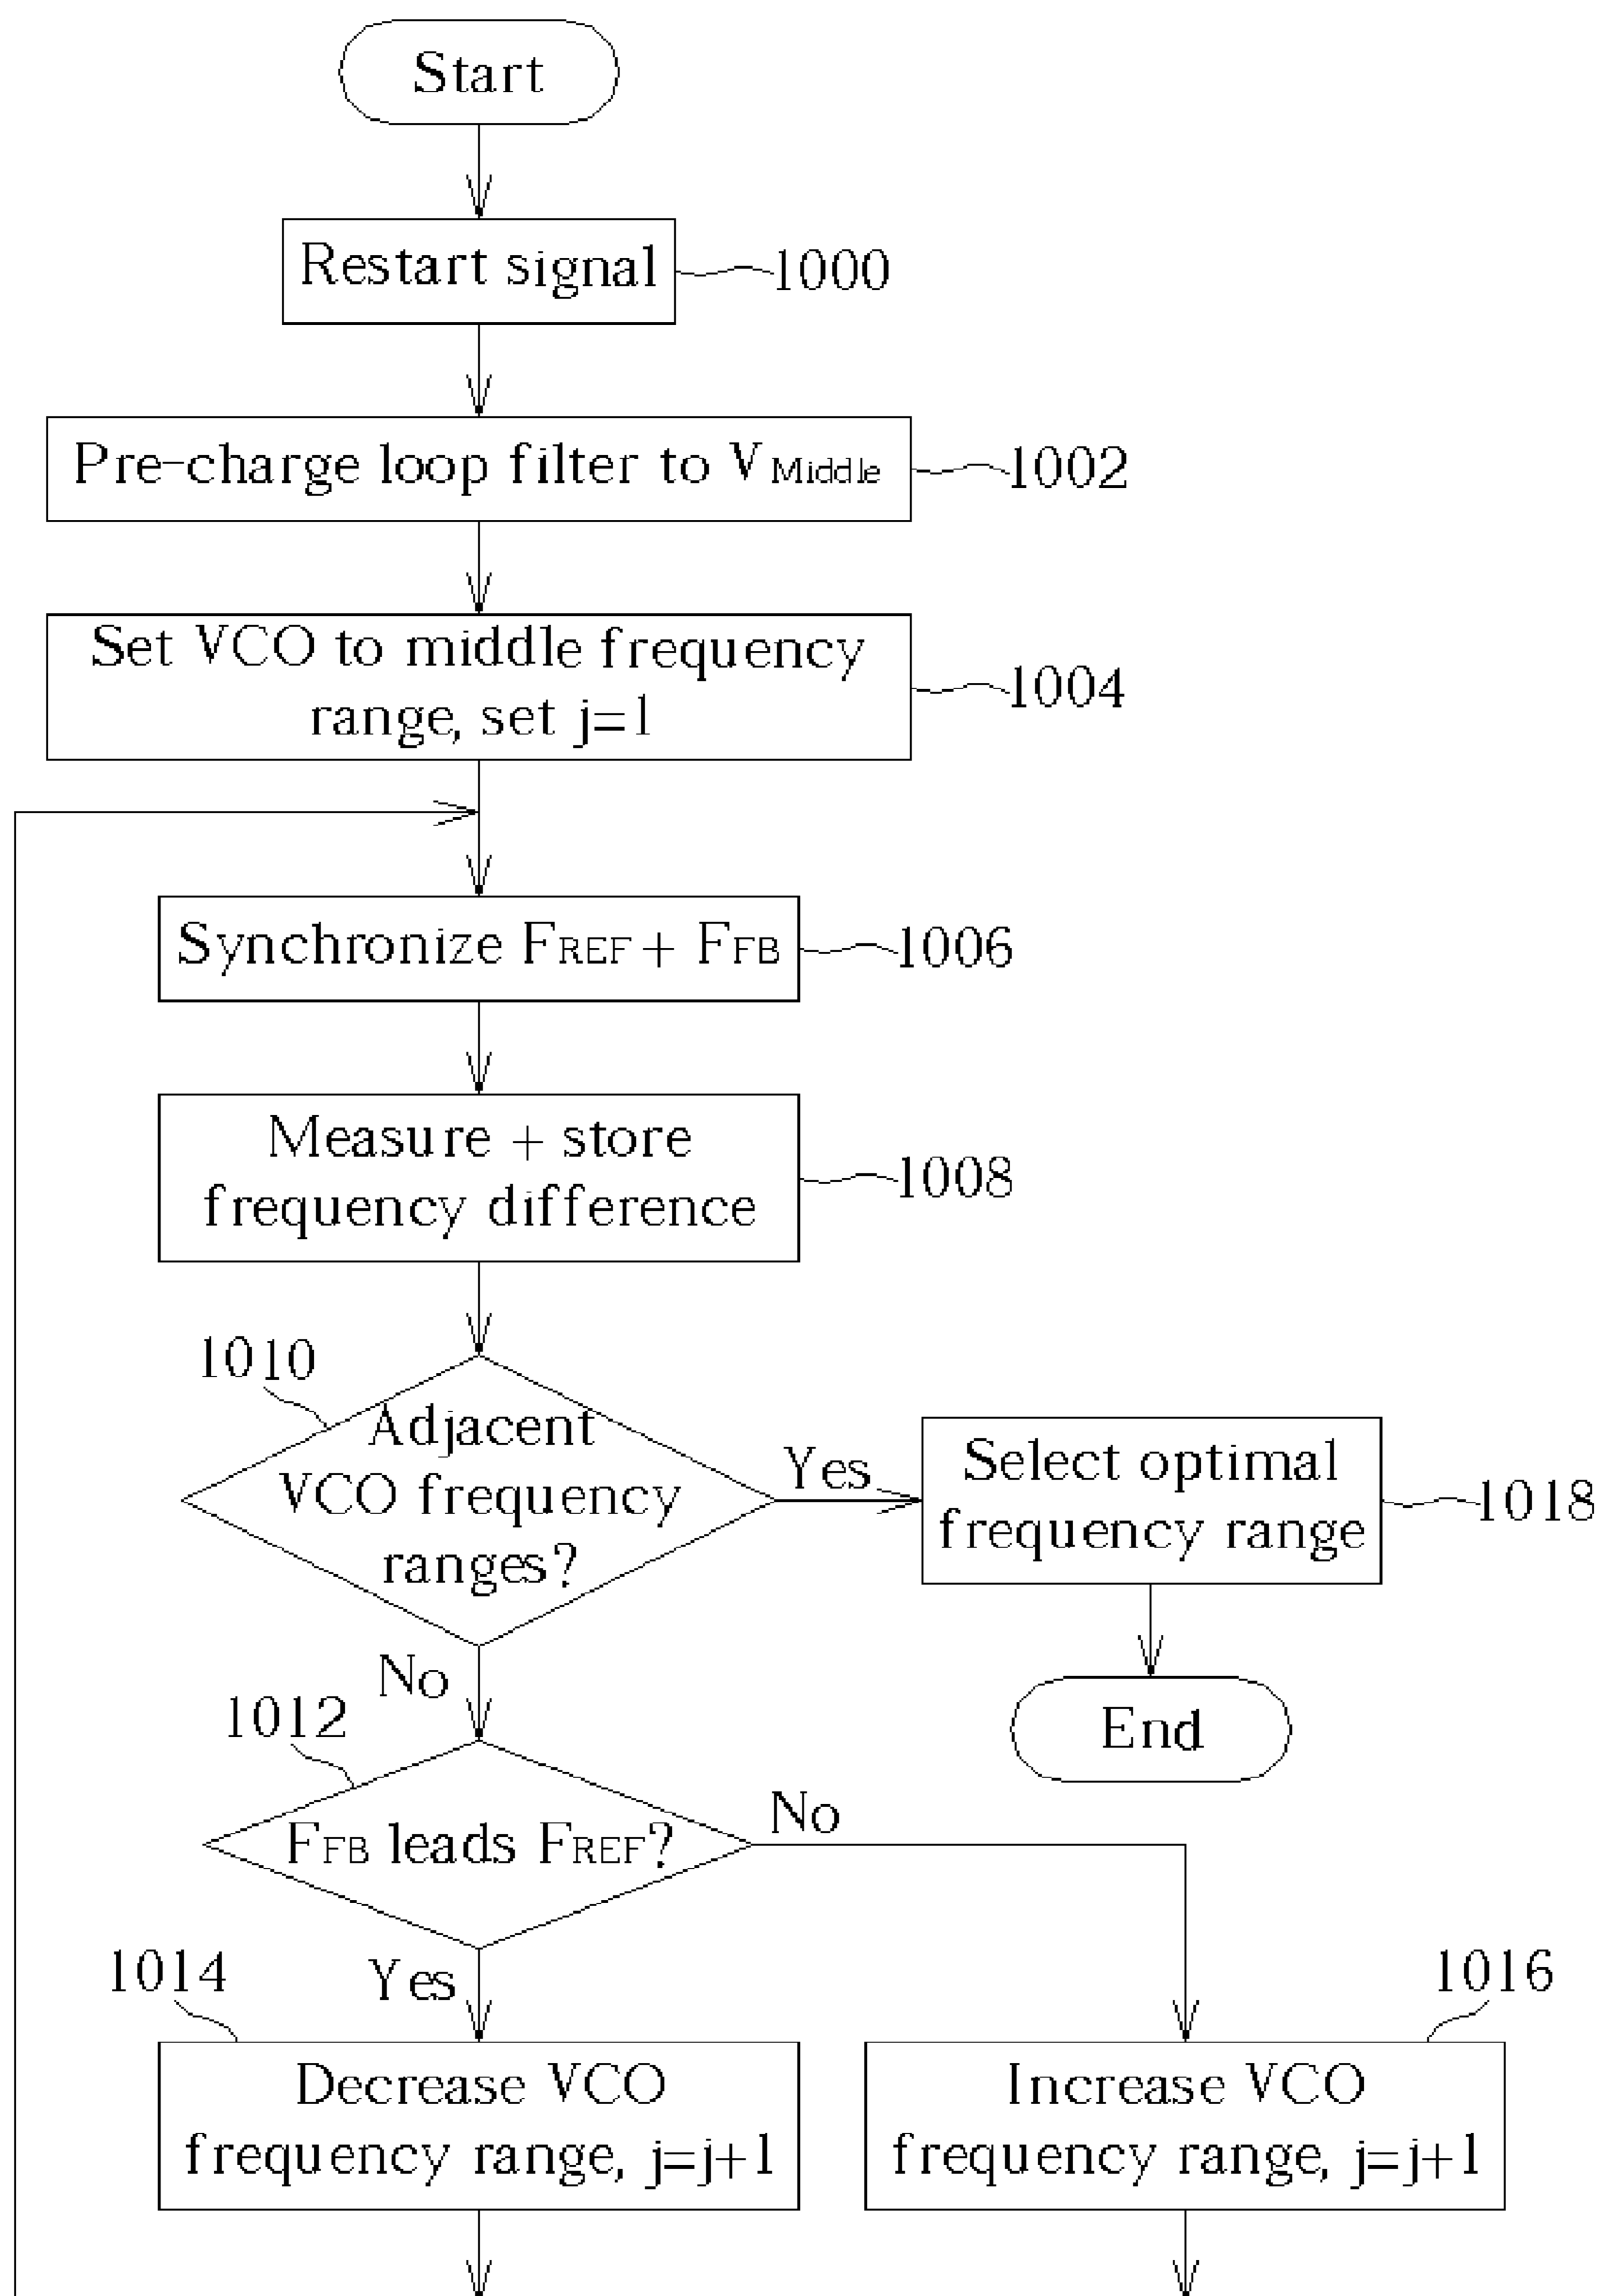 Start
Restart signal
1000
Pre-charge loop filter to VMiddle
1002
Set VCO to middle frequency
range, set j=1
1004
Synchronize FREF + FFB
1006
Measure + store
frequency difference
1008
1010
Adjacent
VCO frequency
ranges?
Yes
Select optimal
frequency range
1018
No
End
1012
FFB leads FREF?
No
Yes
1014
Decrease VCO
frequency range, j=j+1
1016
Increase VCO
frequency range, j=j+1